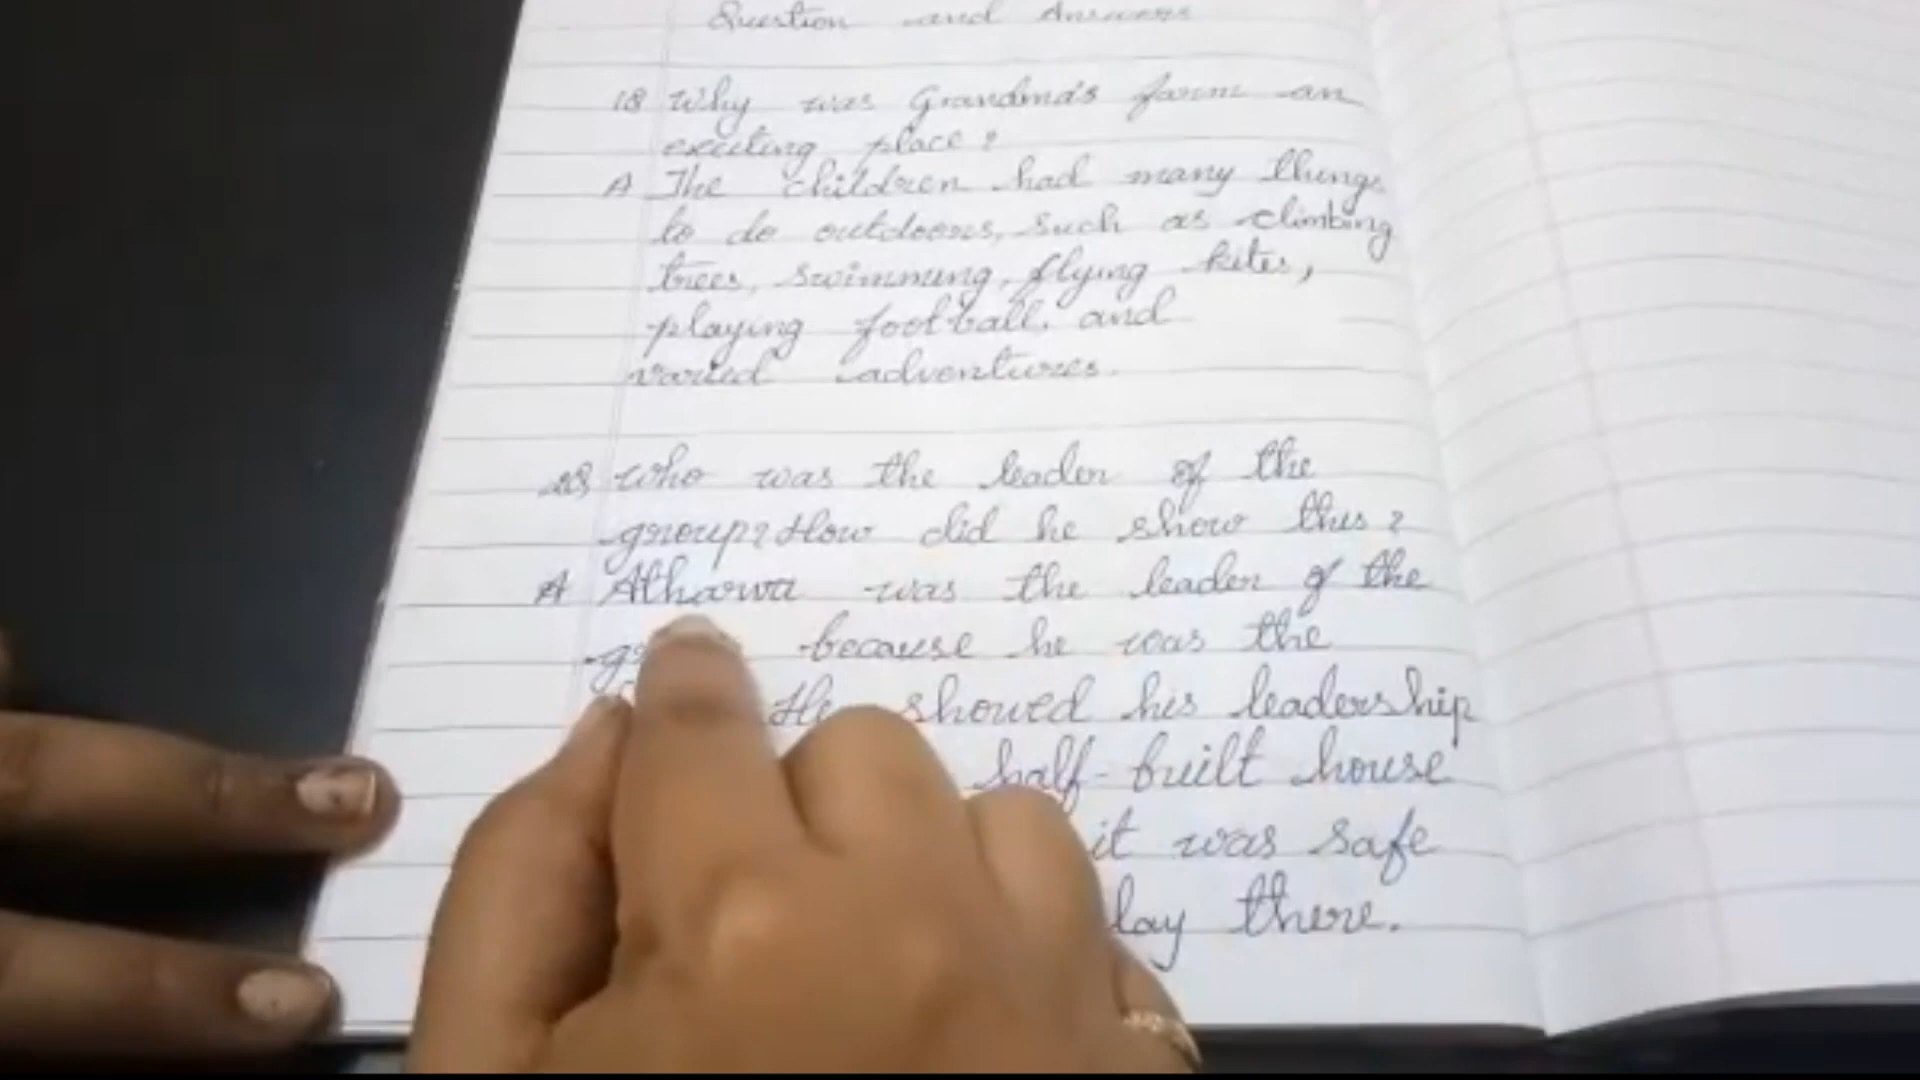 Question and Answers
1Q Why was Grandma's farm an
exciting place?
A The children had many things
to do outdoors, such as climbing
trees, swimming, flying kites,
playing football, and
varied adventures.
2Q Who was the leader of the
group? How did he show this?
A Atharva was the leader of the
because he was the
He showed his leadership
half-built house
it was safe
there.